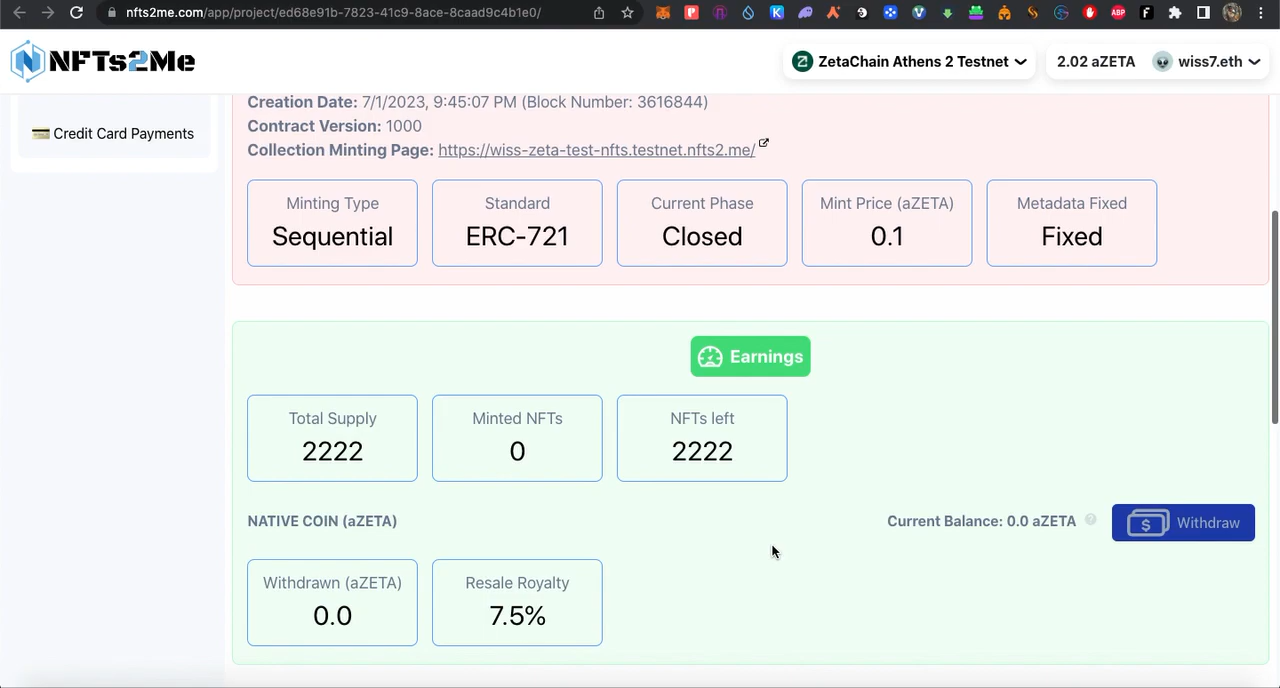 nfts2me.com/app/project/ed68e91b-7823-41c9-8ace-8caad9c4b1e0/
NFTs2Me
ZetaChain Athens 2 Testnet
2.02 aZETA
wiss7.eth
Credit Card Payments
Creation Date: 7/1/2023, 9:45:07 PM (Block Number: 3616844)
Contract Version: 1000
Collection Minting Page: https://wiss-zeta-test-nfts.testnet.nfts2.me/
Minting Type
Sequential
Standard
ERC-721
Current Phase
Closed
Mint Price (aZETA)
0.1
Metadata Fixed
Fixed
Earnings
Total Supply
2222
Minted NFTs
0
NFTs left
2222
NATIVE COIN (aZETA)
Current Balance: 0.0 aZETA
Withdraw
Withdrawn (aZETA)
0.0
Resale Royalty
7.5%